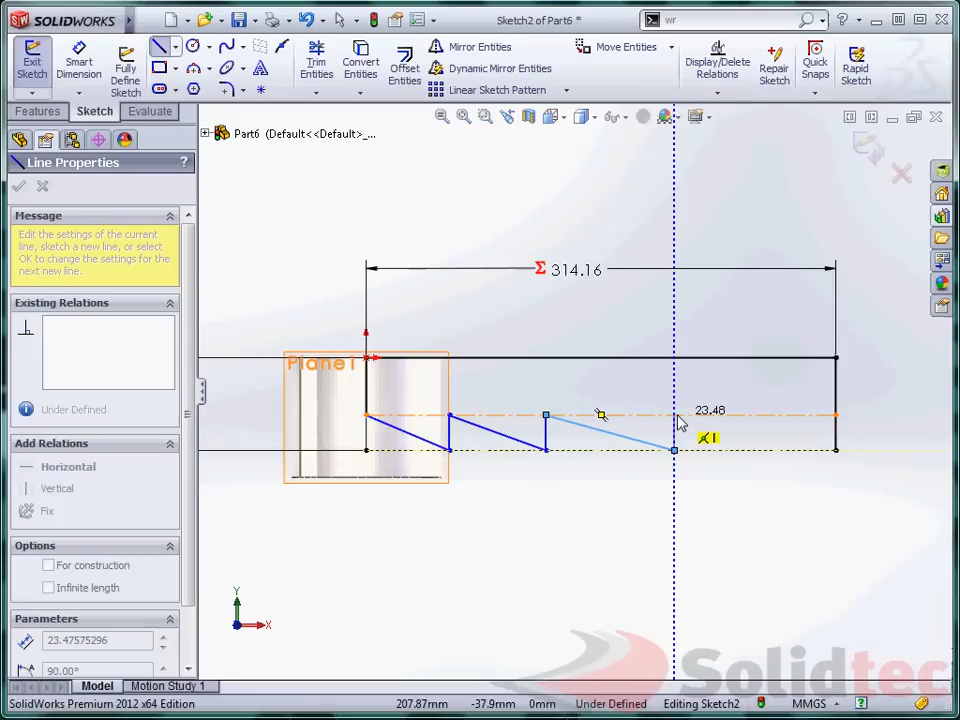 SOLIDWORKS
Sketch2 of Part6 *
wr
Exit Sketch
Smart Dimension
Fully Define Sketch
Trim Entities
Convert Entities
Offset Entities
Mirror Entities
Dynamic Mirror Entities
Linear Sketch Pattern
Move Entities
Display/Delete Relations
Repair Sketch
Quick Snaps
Rapid Sketch
Features
Sketch
Evaluate
Part6 (Default<<Default>_...
Line Properties
?
Message
Edit the settings of the current
line, sketch a new line, or select
OK to change the settings for the
next new line.
Existing Relations
Under Defined
Add Relations
Horizontal
Vertical
Fix
Options
For construction
Infinite length
Parameters
23.47575296
90.00°
Σ 314.16
Plane1
23.48
Y
X
Solidtec
Model
Motion Study 1
SolidWorks Premium 2012 x64 Edition
207.87mm
-37.9mm
0mm
Under Defined
Editing Sketch2
MMGS
?